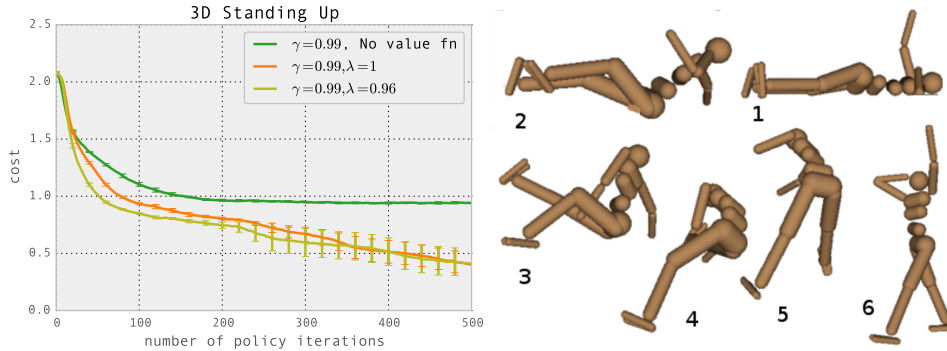 3D Standing Up
2.5
2.0
1.5
1.0
0.5
0.0
cost
γ=0.99, No value fn
γ=0.99,λ=1
γ=0.99,λ=0.96
0 100 200 300 400 500
number of policy iterations
2 1
3 4 5 6